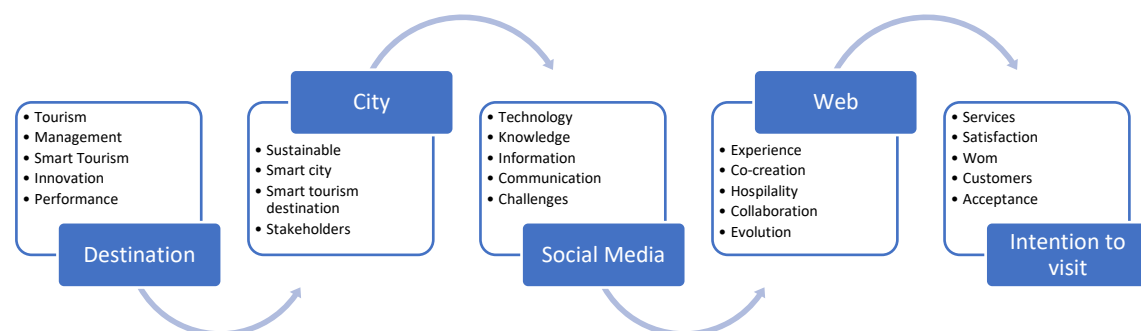 • Tourism
• Management
• Smart Tourism
• Innovation
• Performance
Destination
City
• Sustainable
• Smart city
• Smart tourism
destination
• Stakeholders
• Technology
• Knowledge
• Information
• Communication
• Challenges
Social Media
Web
• Experience
• Co-creation
• Hospilality
• Collaboration
• Evolution
• Services
• Satisfaction
• Wom
• Customers
• Acceptance
Intention to
visit